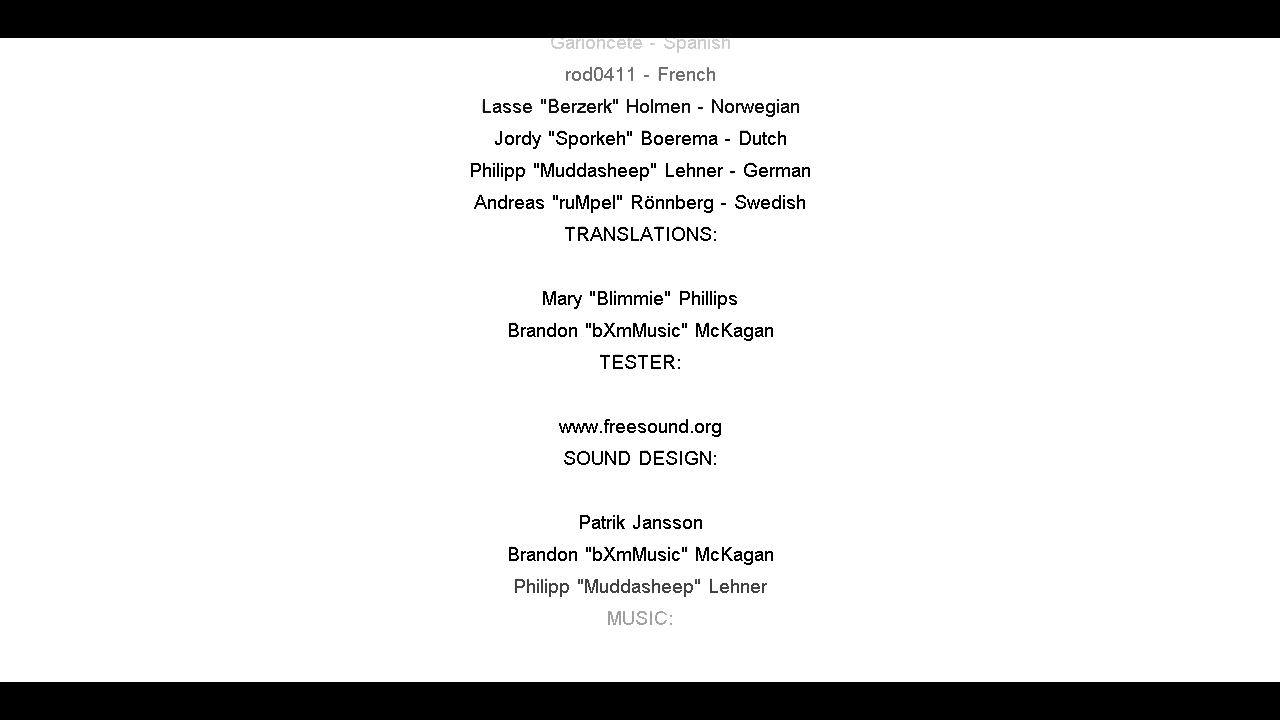 Garioncete - Spanish
rod0411 - French
Lasse "Berzerk" Holmen - Norwegian
Jordy "Sporkeh" Boerema - Dutch
Philipp "Muddasheep" Lehner - German
Andreas "ruMpel" Rönnberg - Swedish
TRANSLATIONS:
Mary "Blimmie" Phillips
Brandon "bXmMusic" McKagan
TESTER:
www.freesound.org
SOUND DESIGN:
Patrik Jansson
Brandon "bXmMusic" McKagan
Philipp "Muddasheep" Lehner
MUSIC: